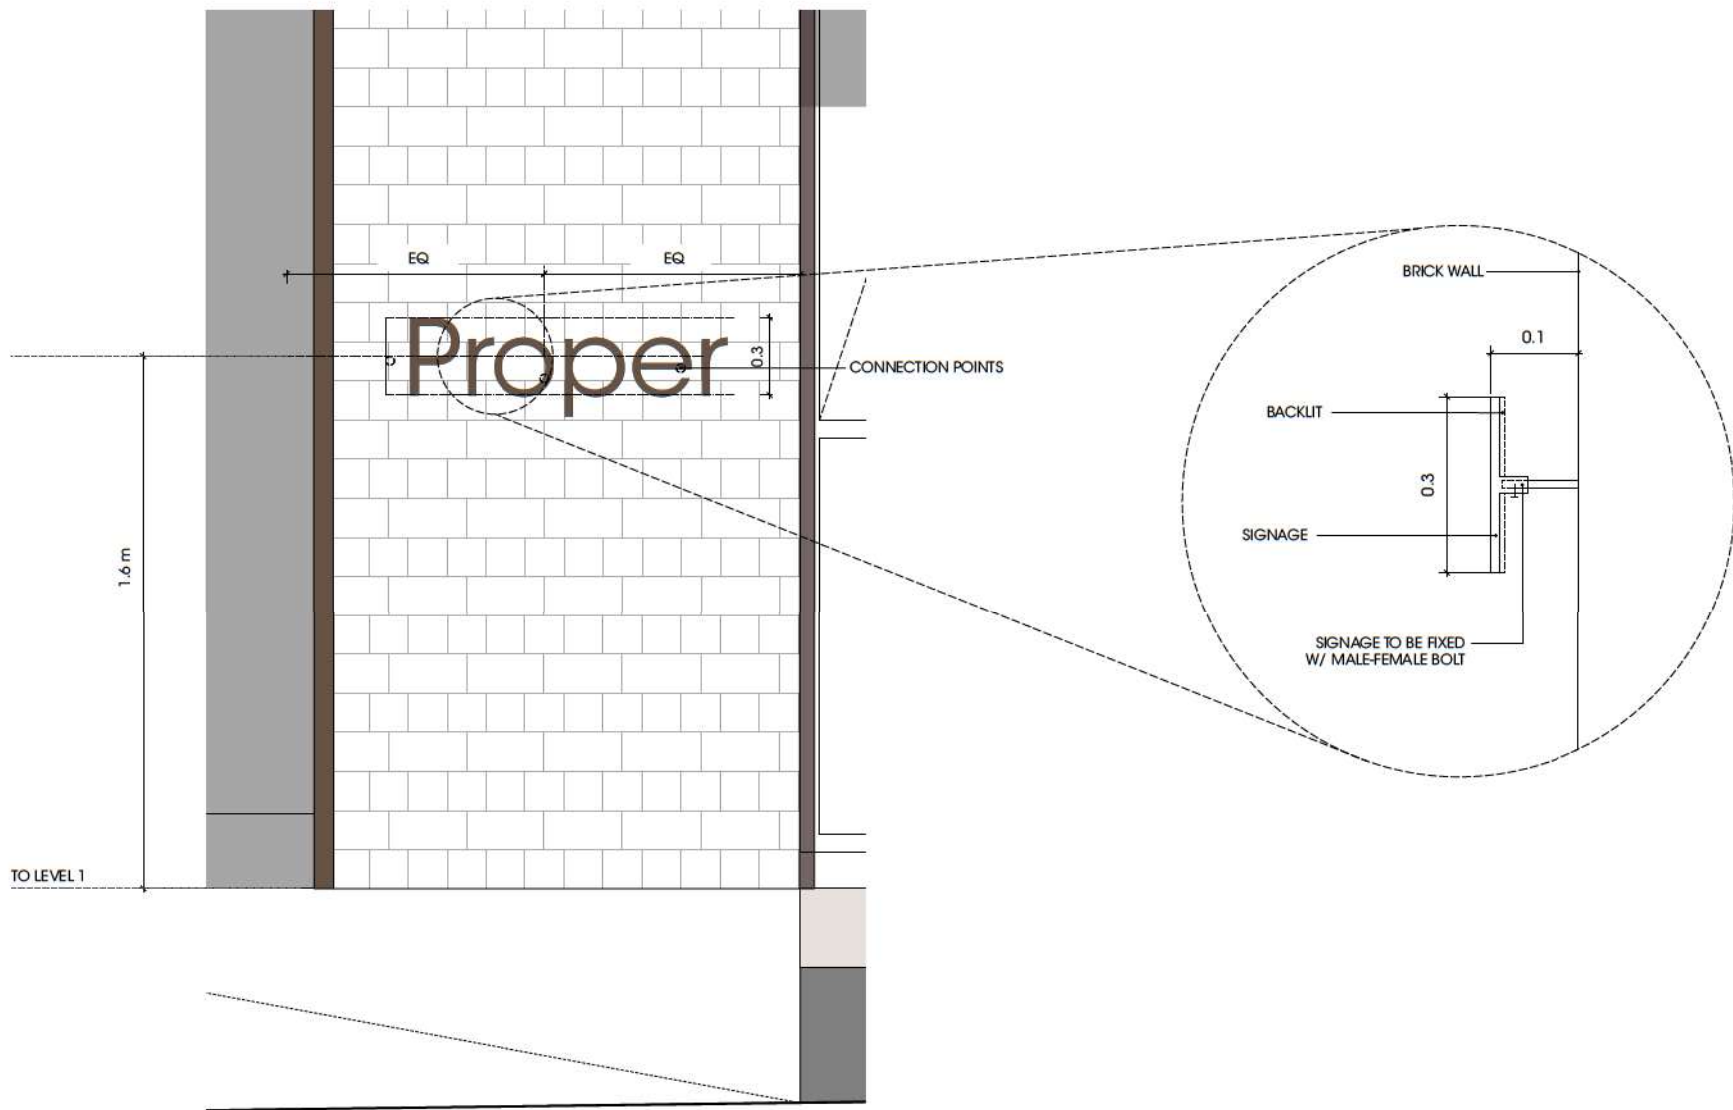 EQ
EQ
BRICK WALL
0.1
Proper
0.3
CONNECTION POINTS
BACKLIT
0.3
SIGNAGE
1.6 m
SIGNAGE TO BE FIXED
W/ MALE-FEMALE BOLT
TO LEVEL 1